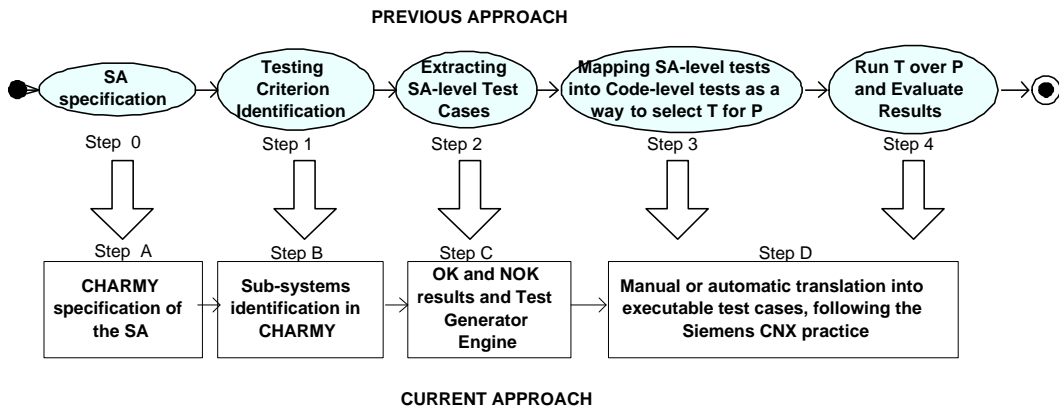 PREVIOUS APPROACH
SA
specification
Testing
Criterion
Identification
Extracting
SA-level Test
Cases
Mapping SA-level tests
into Code-level tests as a
way to select T for P
Run T over P
and Evaluate
Results
Step 0
Step 1
Step 2
Step 3
Step 4
Step A
Step B
Step C
Step D
CHARMY
specification of
the SA
Sub-systems
identification in
CHARMY
OK and NOK
results and Test
Generator
Engine
Manual or automatic translation into
executable test cases, following the
Siemens CNX practice
CURRENT APPROACH